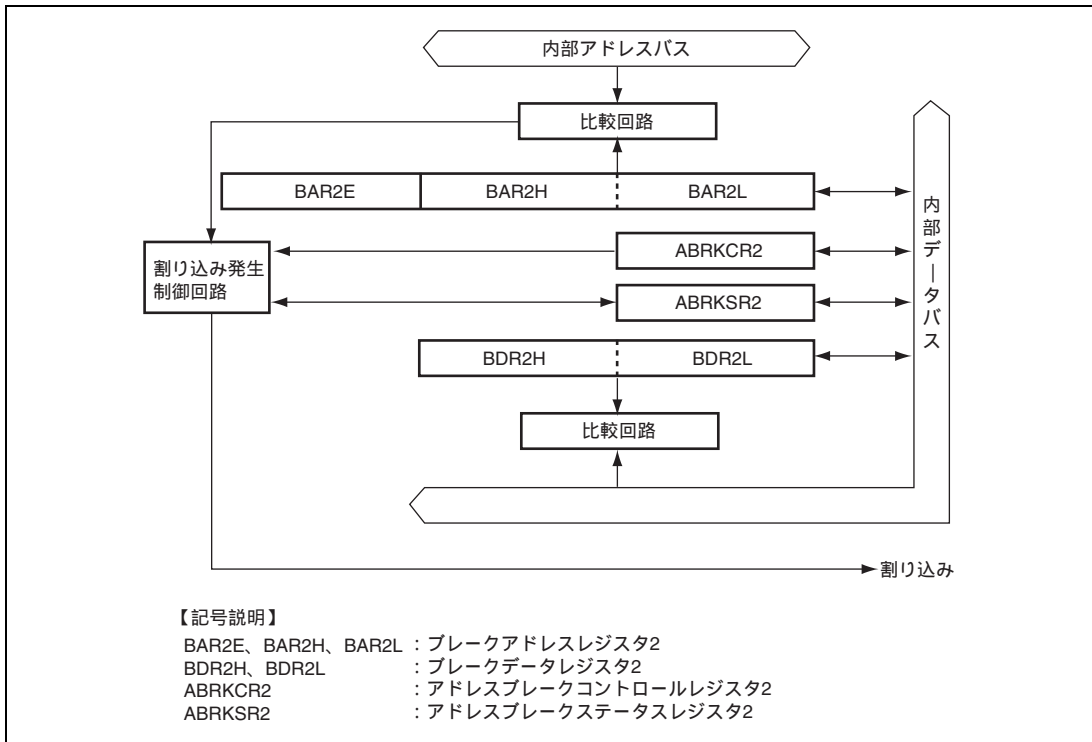 内部アドレスバス
比較回路
BAR2E
BAR2H
BAR2L
内部データバス
割り込み発生
制御回路
ABRKCR2
ABRKSR2
BDR2H
BDR2L
比較回路
割り込み
【記号説明】
BAR2E、BAR2H、BAR2L：ブレークアドレスレジスタ2
BDR2H、BDR2L：ブレークデータレジスタ2
ABRKCR2：アドレスブレークコントロールレジスタ2
ABRKSR2：アドレスブレークステータスレジスタ2